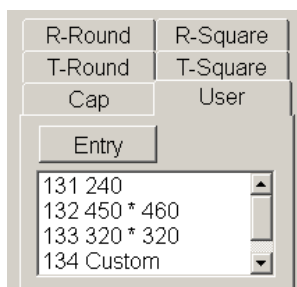 R-Round R-Square
T-Round T-Square
Cap User
Entry
131 240
132 450 * 460
133 320 * 320
134 Custom